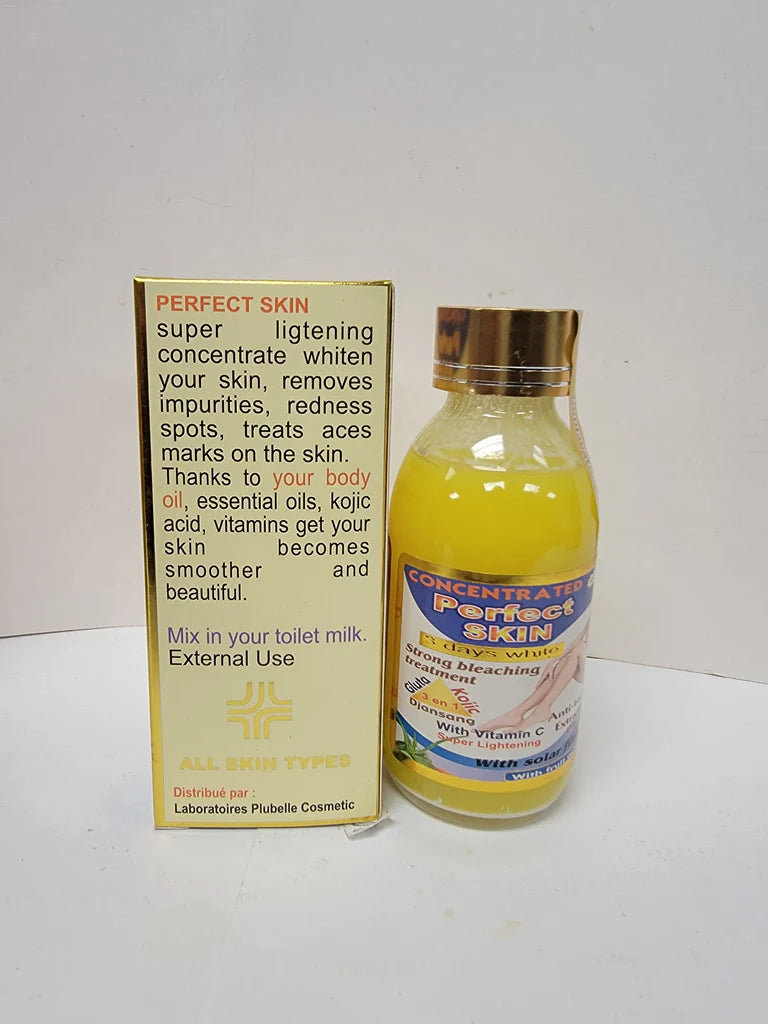 PERFECT SKIN
super ligtening
concentrate whiten
your skin, removes
impurities, redness
spots, treats aces
marks on the skin.
Thanks to your body
oil, essential oils, kojic
acid, vitamins get your
skin becomes
smoother and
beautiful.
Mix in your toilet milk.
External Use
ALL SKIN TYPES
Distribué par :
Laboratoires Plubelle Cosmetic
CONCENTRATED
Perfect
SKIN
3 days white
Strong bleaching
treatment
Gluta Kojic
3 en 1
Djansang
With Vitamin C
Super Lightening
With solar
With fruit